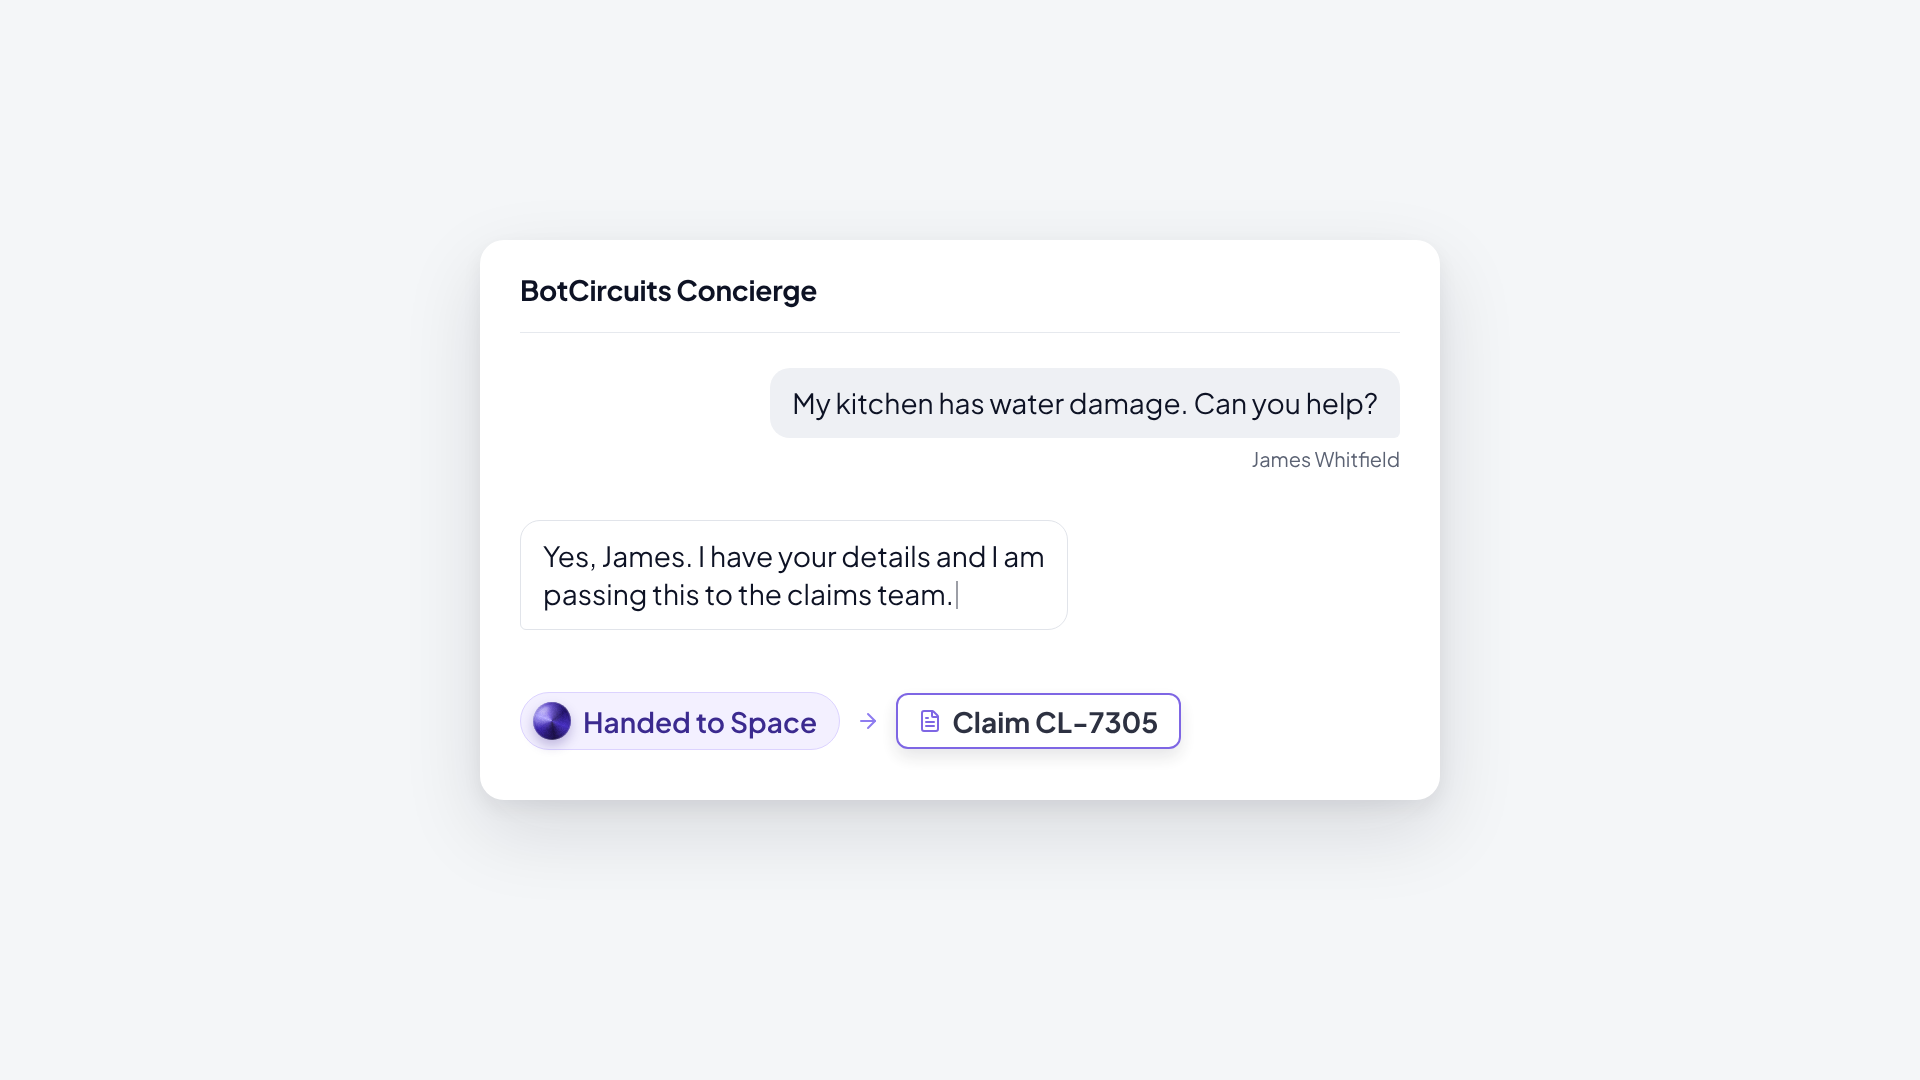 BotCircuits Concierge
My kitchen has water damage. Can you help?
James Whitfield
Yes, James. I have your details and I am
passing this to the claims team.
Handed to Space
Claim CL-7305